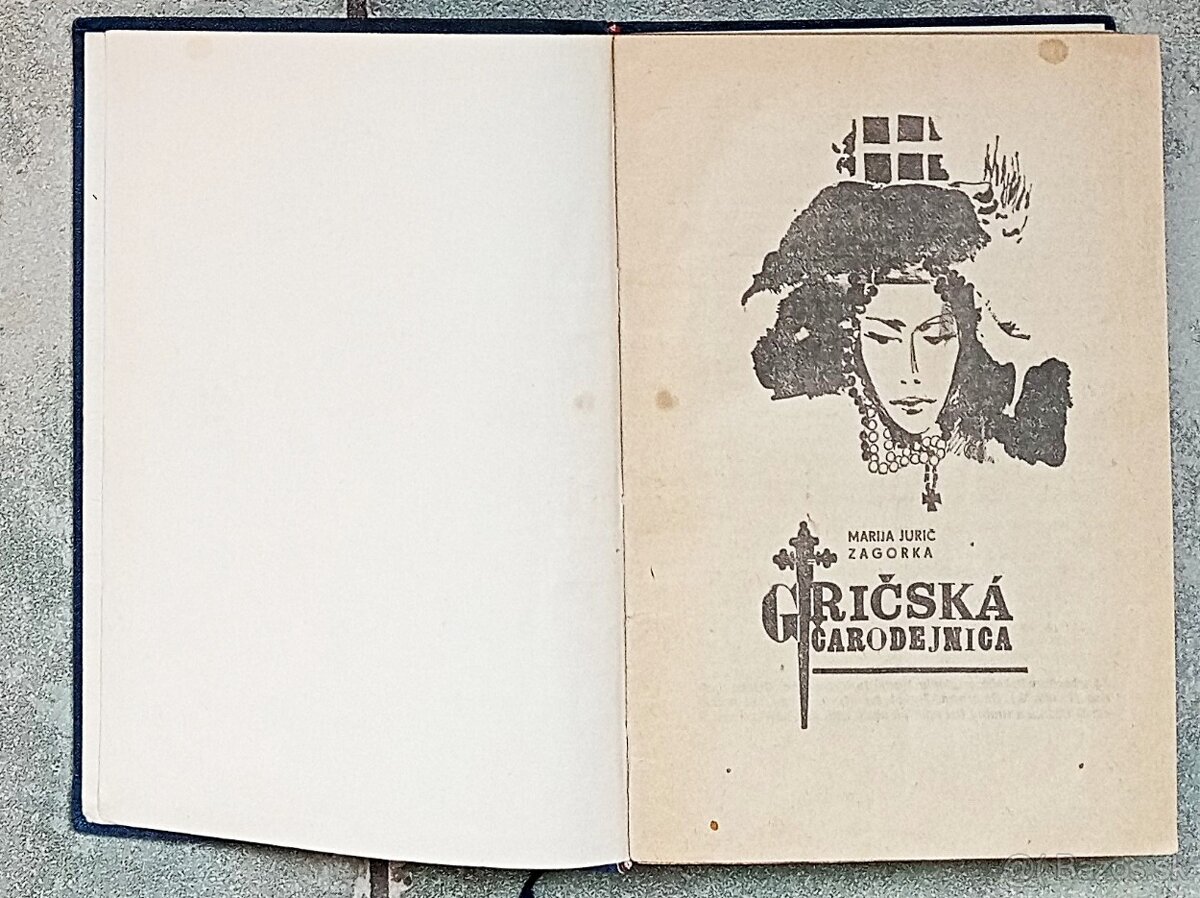 MARIJA JURIČ
ZAGORKA
GRIČSKÁ
ČARODEJNICA